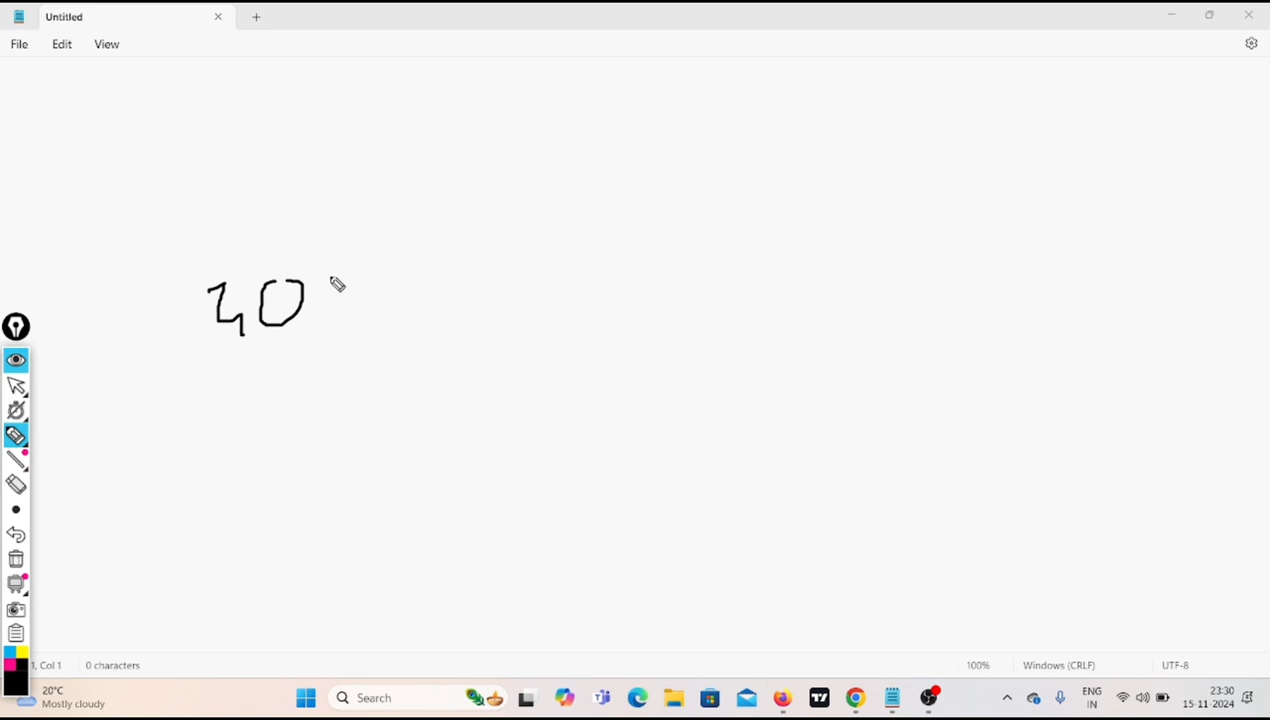 Untitled
File Edit View
40
1, Col 1 0 characters 100% Windows (CRLF) UTF-8
20°C
Mostly cloudy
Search
ENG
IN
23:30
15-11-2024